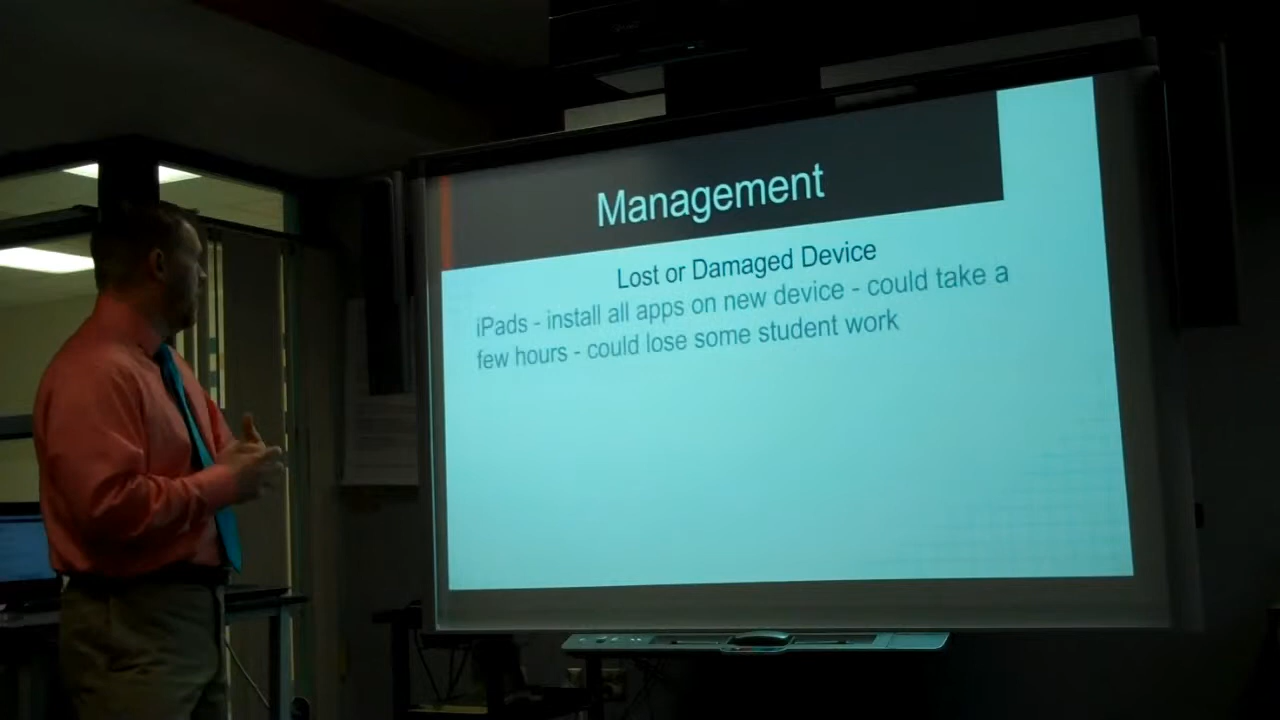 Management
Lost or Damaged Device
iPads - install all apps on new device - could take a
few hours - could lose some student work